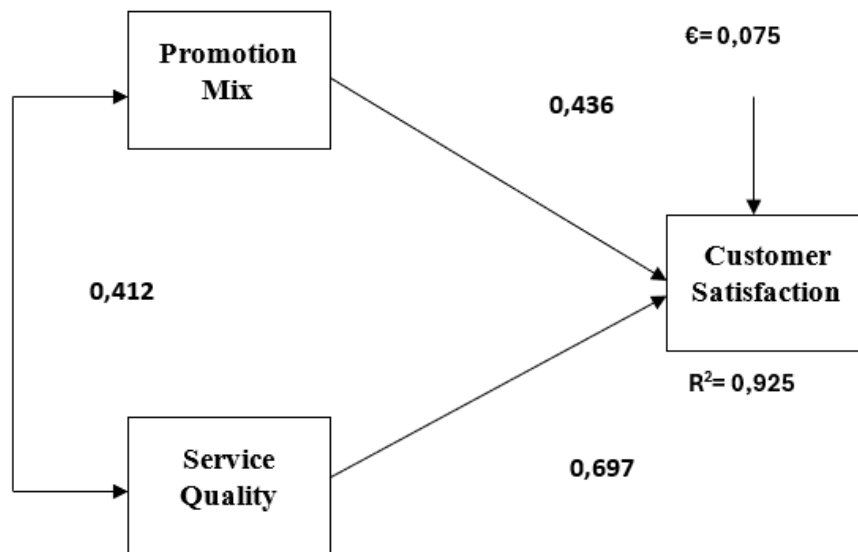 Promotion
Mix
€= 0,075
0,436
Customer
Satisfaction
0,412
R²= 0,925
Service
Quality
0,697